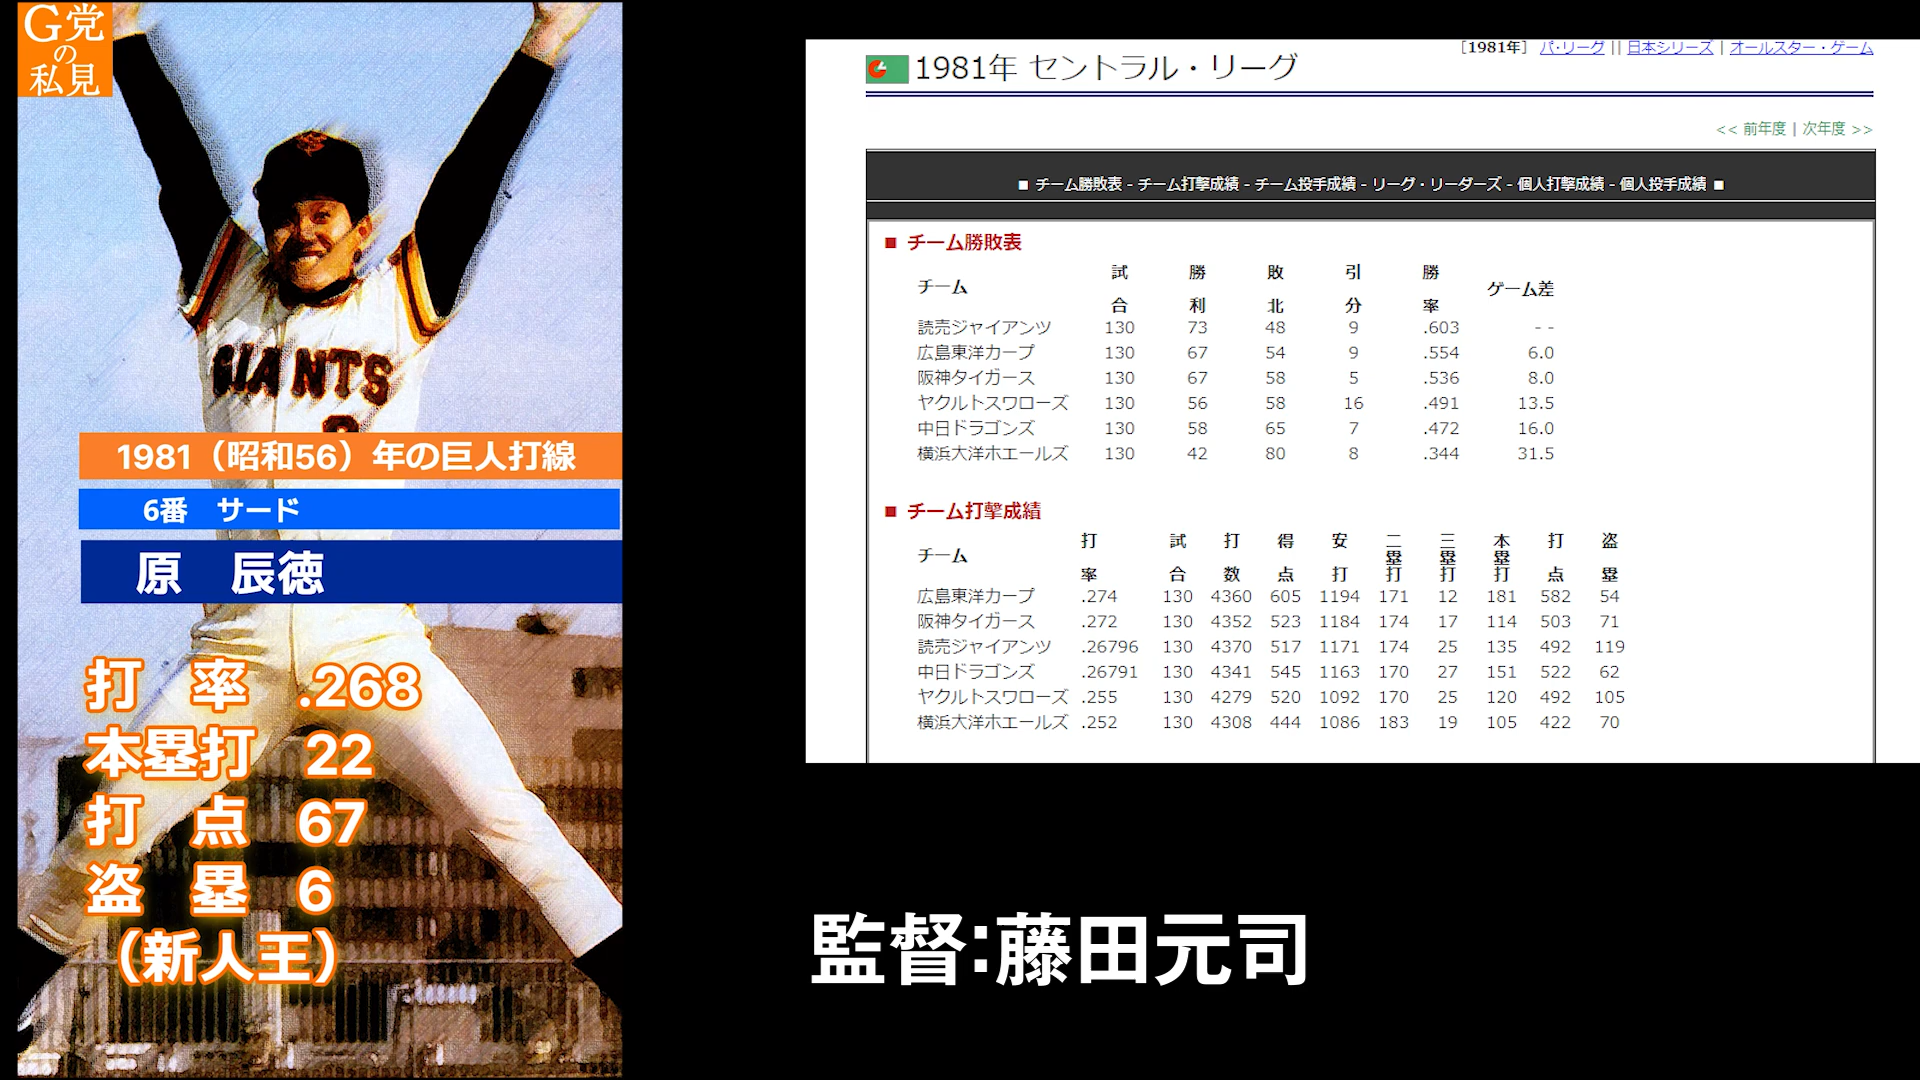 G党
の
私見
GIANTS
1981（昭和56）年の巨人打線
6番　サード
原　辰徳
打　率　.268
本塁打　22
打　点　67
盗　塁　6
（新人王）
［1981年］ パ・リーグ || 日本シリーズ | オールスター・ゲーム
1981年 セントラル・リーグ
<< 前年度 | 次年度 >>
■ チーム勝敗表 - チーム打撃成績 - チーム投手成績 - リーグ・リーダーズ - 個人打撃成績 - 個人投手成績 ■
■ チーム勝敗表
チーム 試合 勝利 敗北 引分 勝率 ゲーム差
読売ジャイアンツ 130 73 48 9 .603 - -
広島東洋カープ 130 67 54 9 .554 6.0
阪神タイガース 130 67 58 5 .536 8.0
ヤクルトスワローズ 130 56 58 16 .491 13.5
中日ドラゴンズ 130 58 65 7 .472 16.0
横浜大洋ホエールズ 130 42 80 8 .344 31.5
■ チーム打撃成績
チーム 打率 試合 打数 得点 安打 二塁打 三塁打 本塁打 打点 盗塁
広島東洋カープ .274 130 4360 605 1194 171 12 181 582 54
阪神タイガース .272 130 4352 523 1184 174 17 114 503 71
読売ジャイアンツ .26796 130 4370 517 1171 174 25 135 492 119
中日ドラゴンズ .26791 130 4341 545 1163 170 27 151 522 62
ヤクルトスワローズ .255 130 4279 520 1092 170 25 120 492 105
横浜大洋ホエールズ .252 130 4308 444 1086 183 19 105 422 70
監督:藤田元司